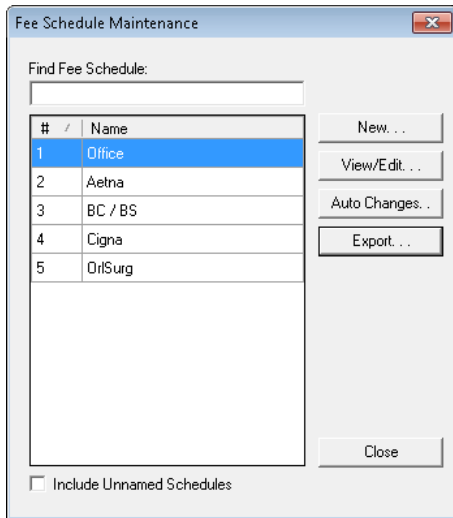 Fee Schedule Maintenance
Find Fee Schedule:
# Name
1 Office
2 Aetna
3 BC / BS
4 Cigna
5 OrlSurg
New. . .
View/Edit. . .
Auto Changes. .
Export. . .
Close
Include Unnamed Schedules